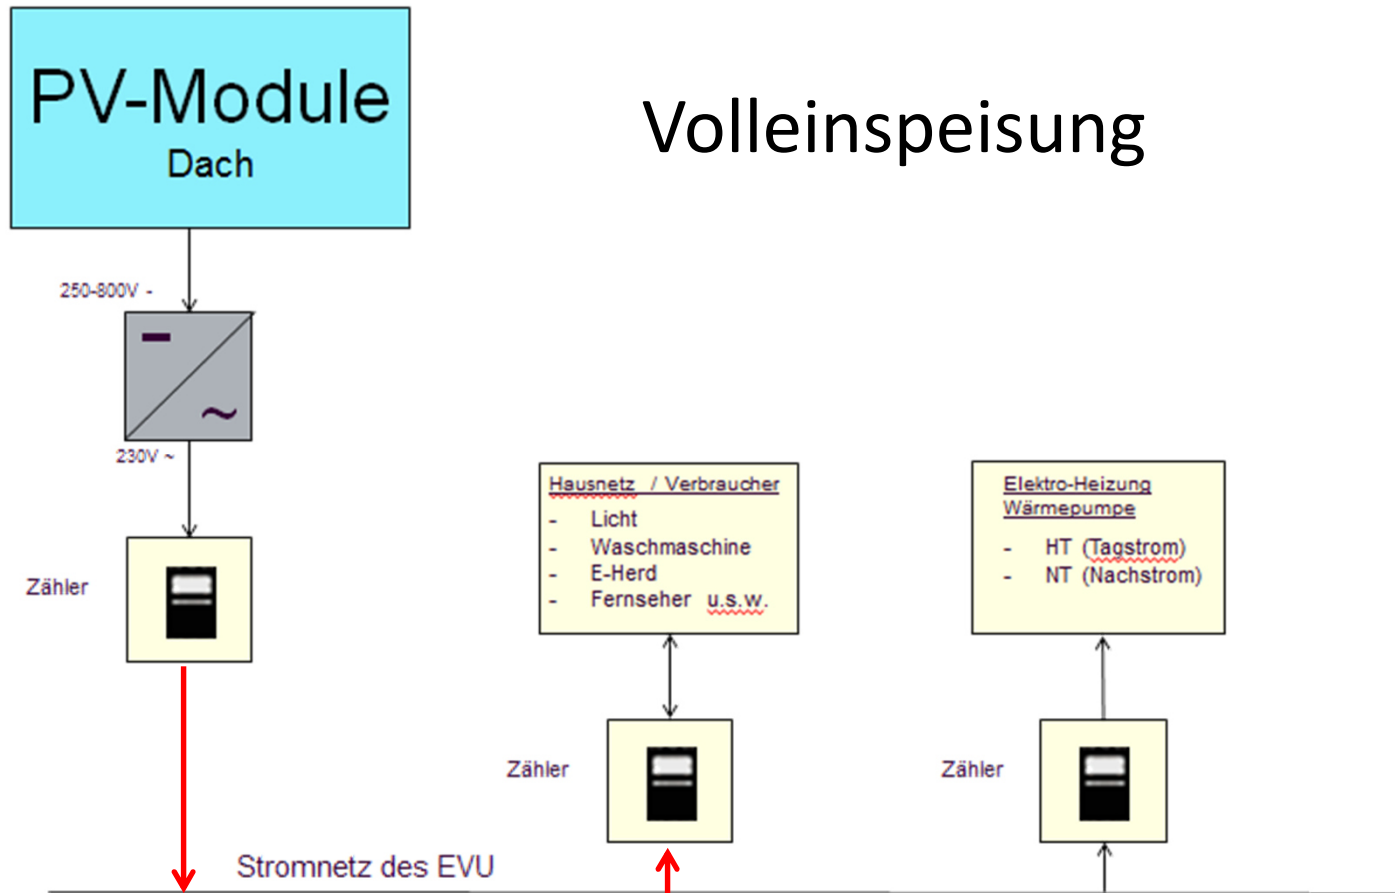 PV-Module
Dach
Volleinspeisung
250-800V -
230V ~
Zähler
Hausnetz / Verbraucher
- Licht
- Waschmaschine
- E-Herd
- Fernseher u.s.w.
Elektro-Heizung
Wärmepumpe
- HT (Tagstrom)
- NT (Nachstrom)
Zähler
Zähler
Stromnetz des EVU